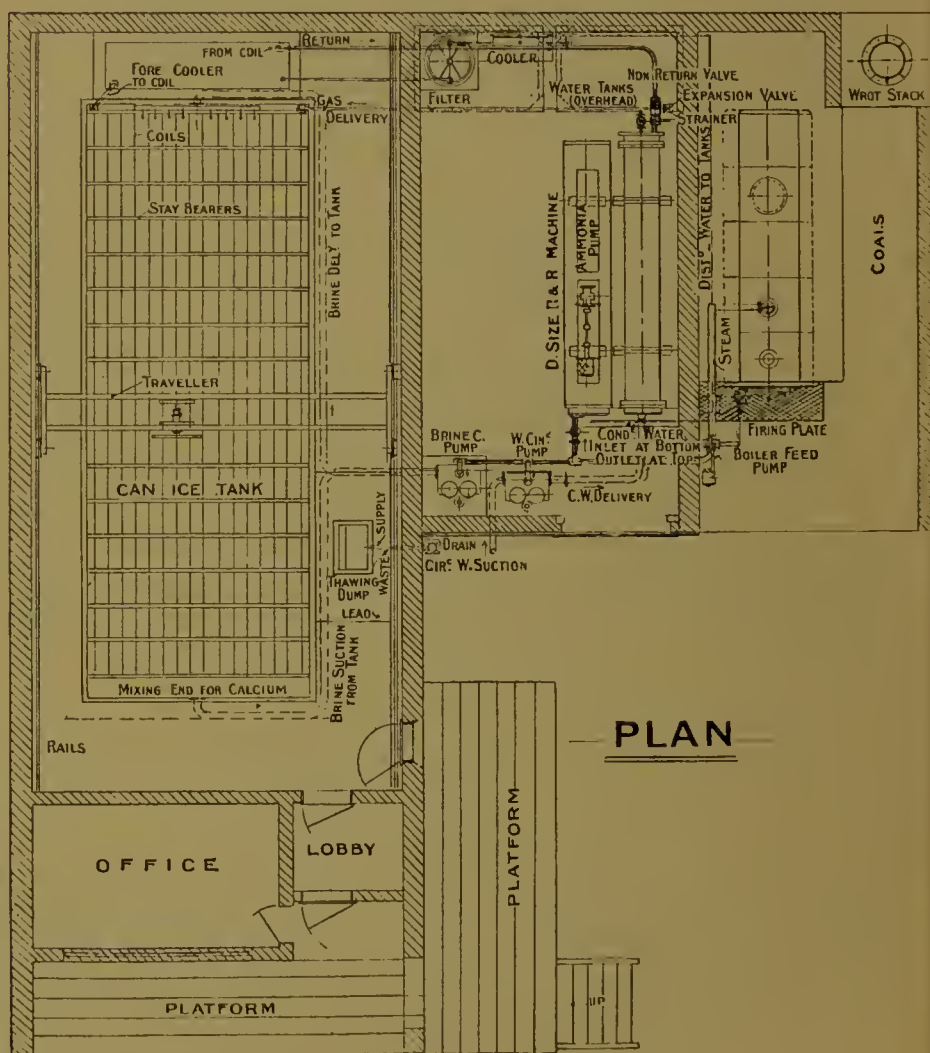 FROM COIL
RETURN
FORE COOLER
TO COIL
GAS
DELIVERY
COILS
STAY BEARERS
BRINE DELY TO TANK
TRAVELLER
CAN ICE TANK
THAWING
DUMP
WASTE
SUPPLY
LEAD
BRINE SUCTION
FROM TANK
MIXING END FOR CALCIUM
RAILS
OFFICE
LOBBY
PLATFORM
FILTER
COOLER
WATER TANKS
(OVERHEAD)
NON RETURN VALVE
EXPANSION VALVE
STRAINER
WROT STACK
D. SIZE & R MACHINE
AMMONIA
PUMP
DISTD WATER TO TANKS
STEAM
COALS
FIRING PLATE
BOILER FEED
PUMP
BRINE C.
PUMP
W. CIRC
PUMP
COND. WATER
INLET AT BOTTOM
OUTLET AT TOP
C.W. DELIVERY
DRAIN
CIRC W. SUCTION
PLATFORM
UP
PLAN